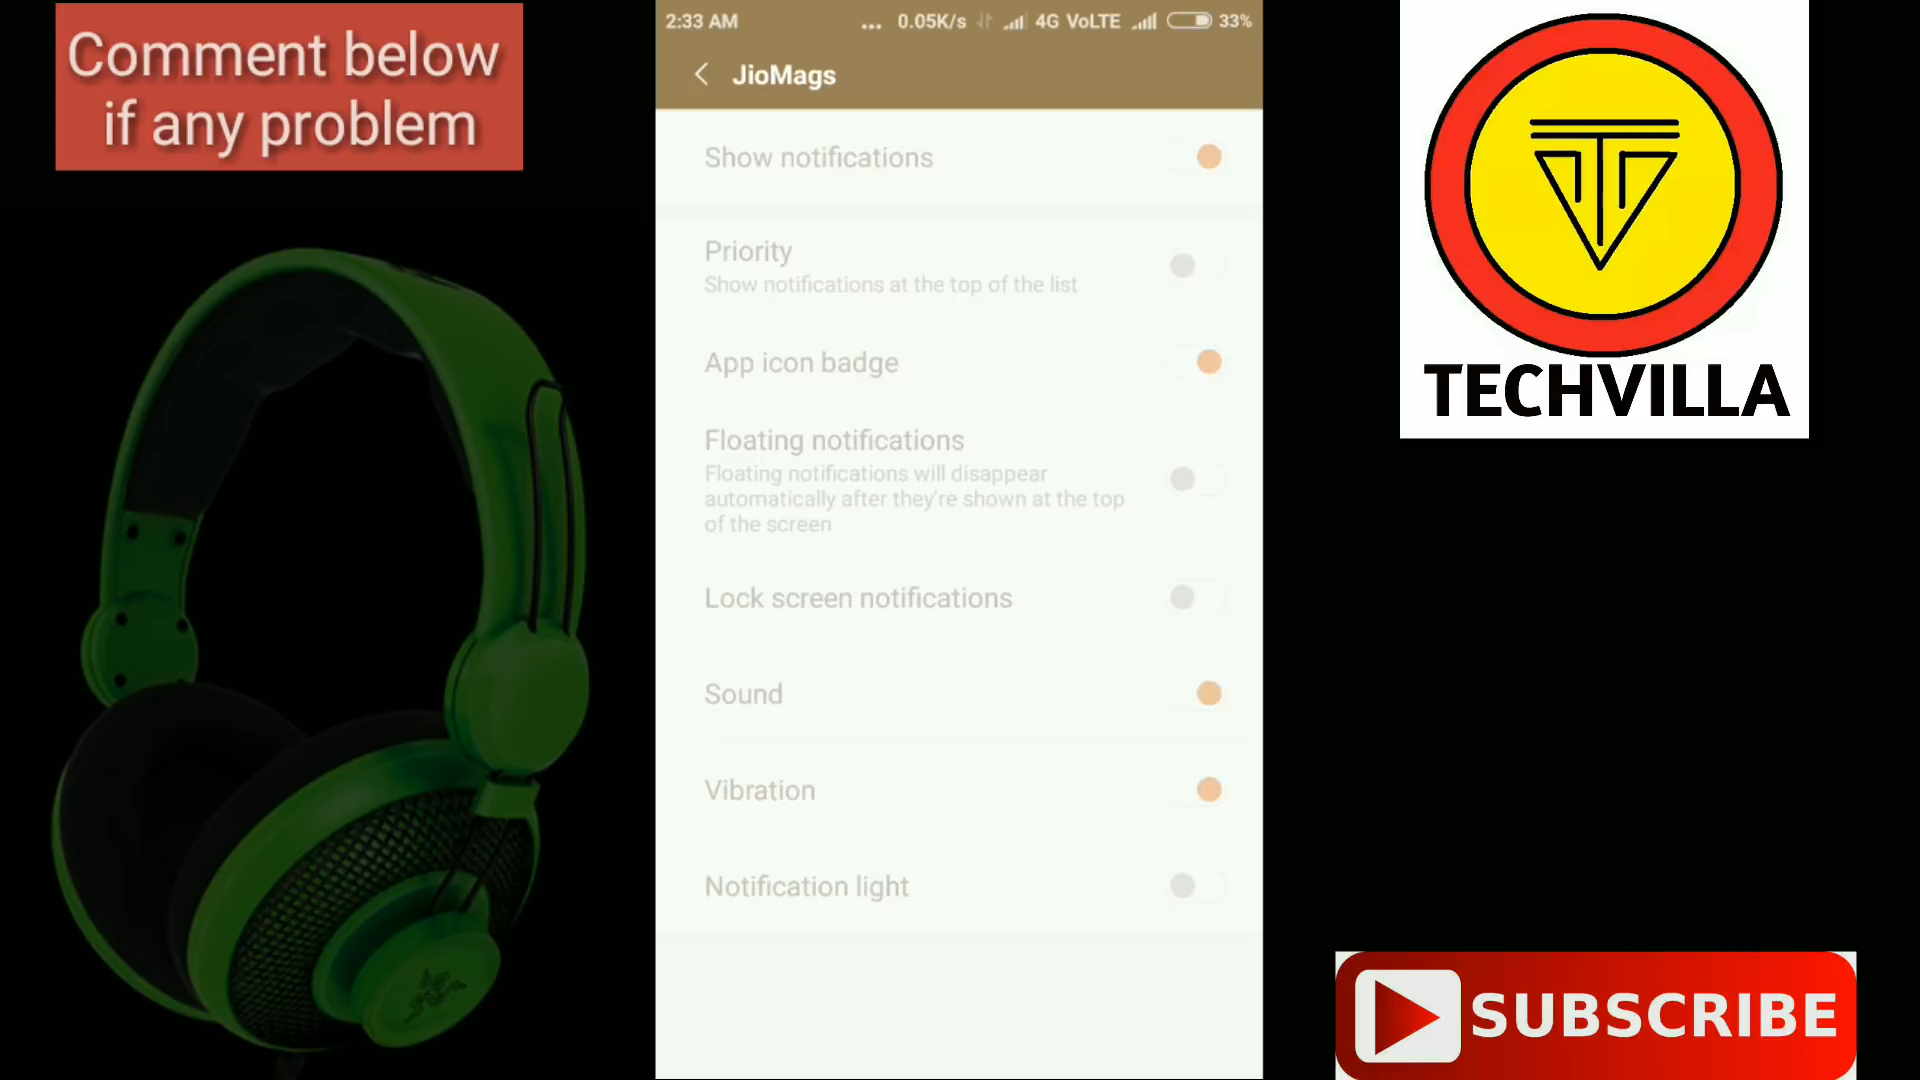 Comment below
if any problem
2:33 AM ... 0.05K/s 4G VoLTE 33%
JioMags
Show notifications
Priority
Show notifications at the top of the list
App icon badge
Floating notifications
Floating notifications will disappear
automatically after they're shown at the top
of the screen
Lock screen notifications
Sound
Vibration
Notification light
TECHVILLA
SUBSCRIBE